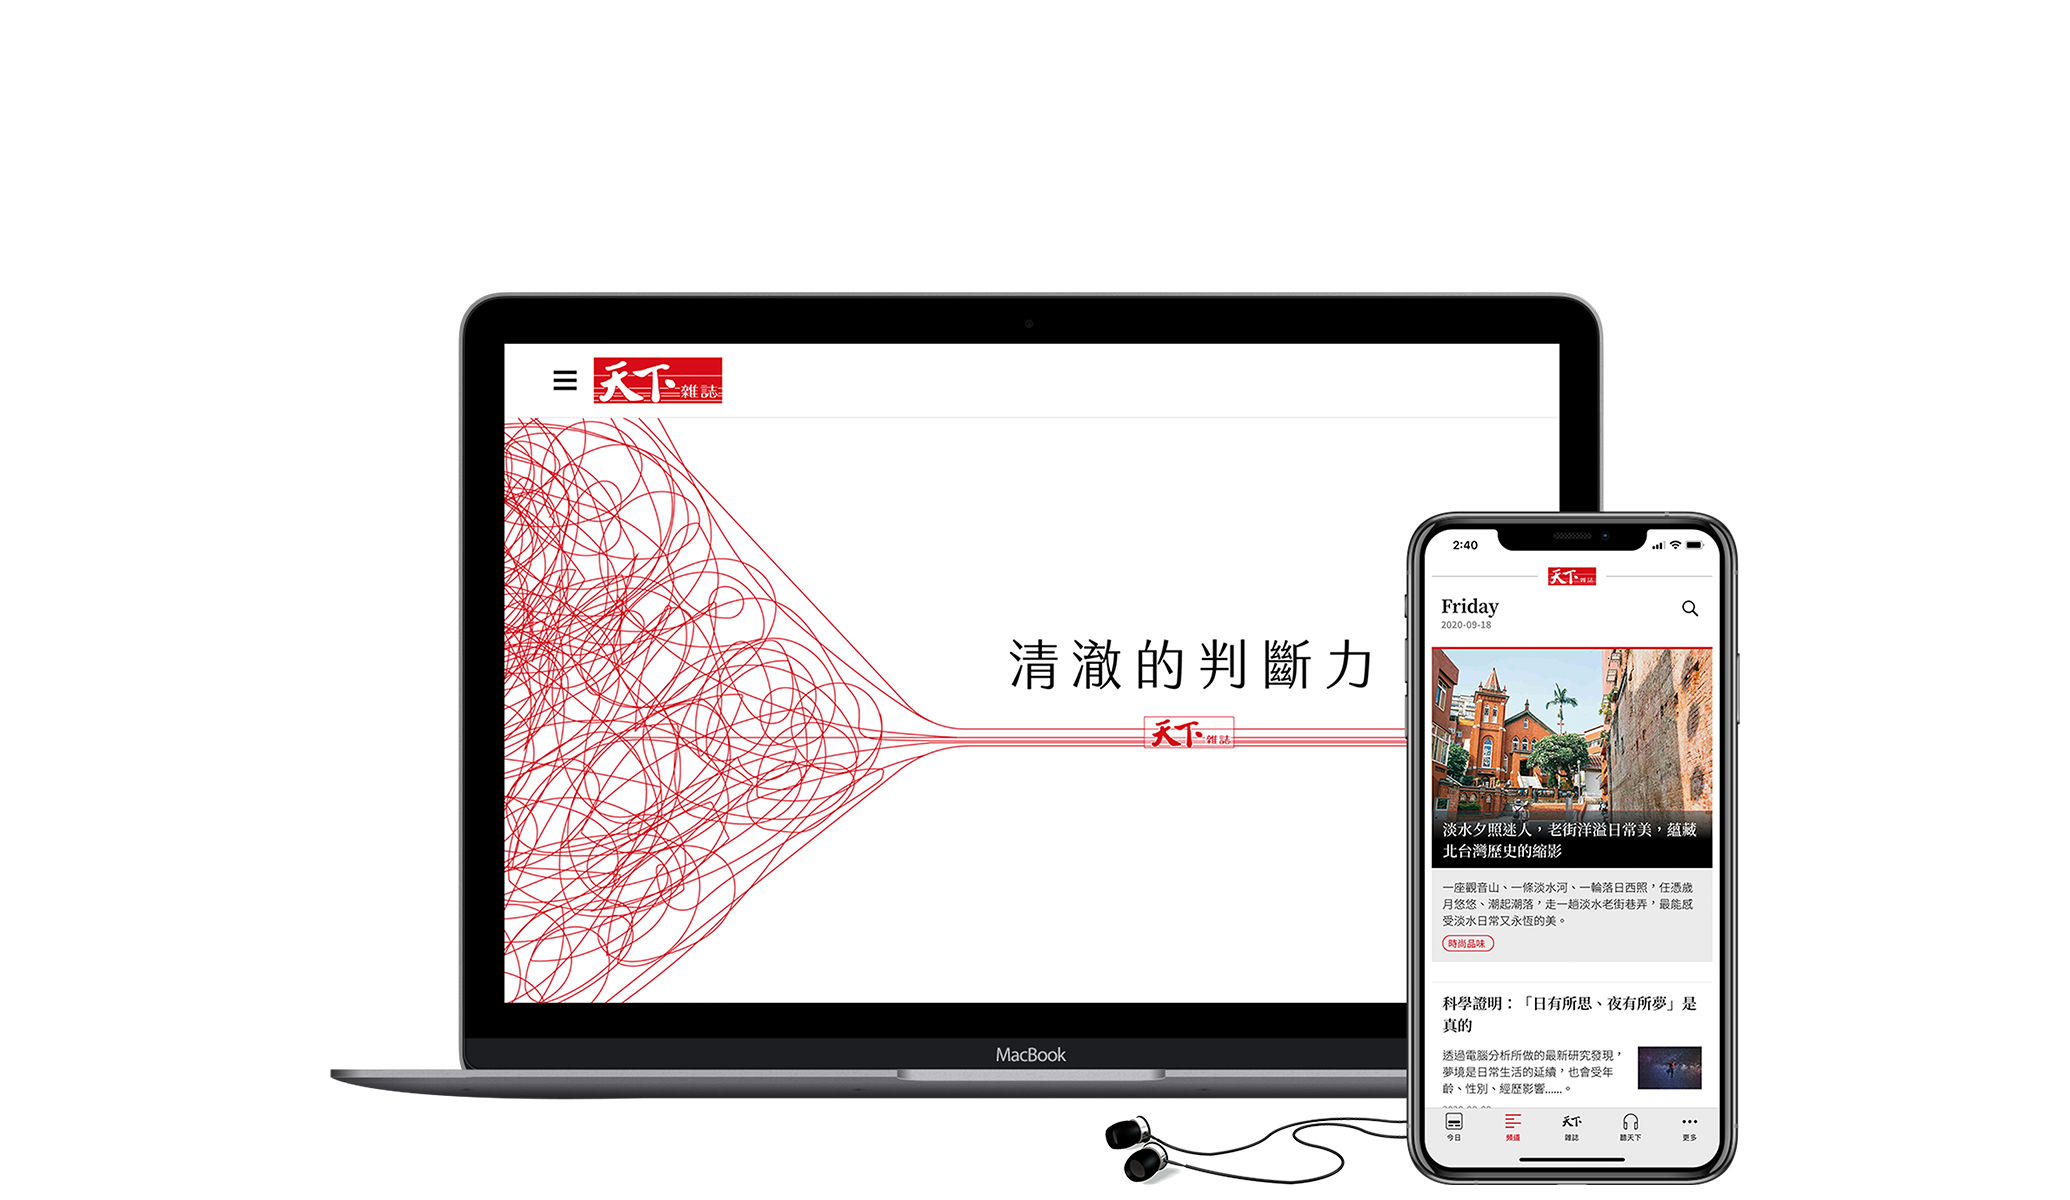 天下雜誌
清澈的判斷力
天下雜誌
MacBook
2:40
天下雜誌
Friday
2020-09-18
淡水夕照迷人，老街洋溢日常美，蘊藏
北台灣歷史的縮影
一座觀音山、一條淡水河、一輪落日西照，任憑歲
月悠悠、潮起潮落，走一趟淡水老街巷弄，最能感
受淡水日常又永恆的美。
時尚品味
科學證明：「日有所思、夜有所夢」是
真的
透過電腦分析所做的最新研究發現，
夢境是日常生活的延續，也會受年
齡、性別、經歷影響......。
今日
頻道
天下
雜誌
聽天下
更多